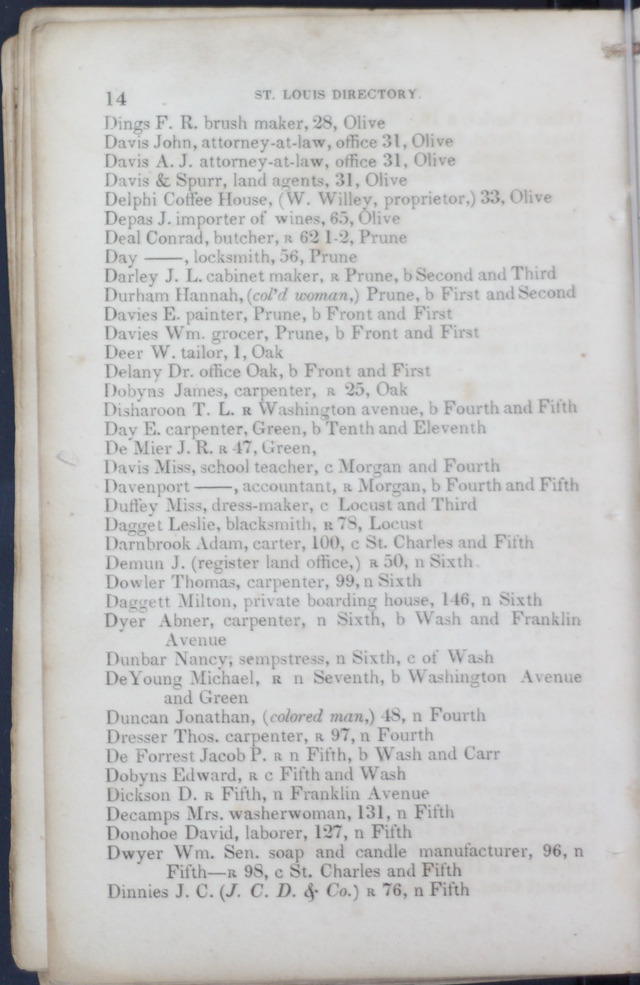 14 ST. LOUIS DIRECTORY.
Dings F. R. brush maker, 28, Olive
Davis John, attorney-at-law, office 31, Olive
Davis A. J. attorney-at-law, office 31, Olive
Davis & Spurr, land agents, 31, Olive
Delphi Coffee House, (W. Willey, proprietor,) 33, Olive
Depas J. importer of wines, 65, Olive
Deal Conrad, butcher, R 62 1-2, Prune
Day ——, locksmith, 56, Prune
Darley J. L. cabinet maker, R Prune, b Second and Third
Durham Hannah, (col'd woman,) Prune, b First and Second
Davies E. painter, Prune, b Front and First
Davies Wm. grocer, Prune, b Front and First
Deer W. tailor, 1, Oak
Delany Dr. office Oak, b Front and First
Dobyns James, carpenter, R 25, Oak
Disharoon T. L. R Washington avenue, b Fourth and Fifth
Day E. carpenter, Green, b Tenth and Eleventh
De Mier J. R. R 47, Green,
Davis Miss, school teacher, c Morgan and Fourth
Davenport ——, accountant, R Morgan, b Fourth and Fifth
Duffey Miss, dress-maker, c Locust and Third
Dagget Leslie, blacksmith, R 78, Locust
Darnbrook Adam, carter, 100, c St. Charles and Fifth
Demun J. (register land office,) R 50, n Sixth
Dowler Thomas, carpenter, 99, n Sixth
Daggett Milton, private boarding house, 146, n Sixth
Dyer Abner, carpenter, n Sixth, b Wash and Franklin
Avenue
Dunbar Nancy, sempstress, n Sixth, c of Wash
DeYoung Michael, R n Seventh, b Washington Avenue
and Green
Duncan Jonathan, (colored man,) 48, n Fourth
Dresser Thos. carpenter, R 97, n Fourth
De Forrest Jacob P. R n Fifth, b Wash and Carr
Dobyns Edward, R c Fifth and Wash
Dickson D. R Fifth, n Franklin Avenue
Decamps Mrs. washerwoman, 131, n Fifth
Donohoe David, laborer, 127, n Fifth
Dwyer Wm. Sen. soap and candle manufacturer, 96, n
Fifth—R 98, c St. Charles and Fifth
Dinnies J. C. (J. C. D. & Co.) R 76, n Fifth